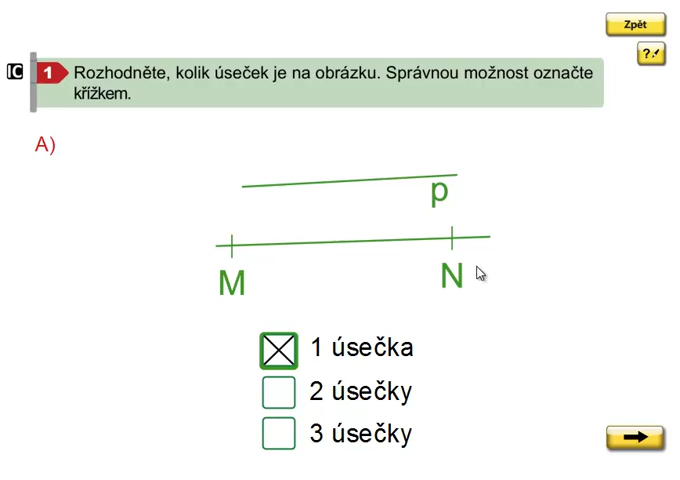 Zpět
?
IC
1 Rozhodněte, kolik úseček je na obrázku. Správnou možnost označte
křížkem.
A)
p
M N
1 úsečka
2 úsečky
3 úsečky